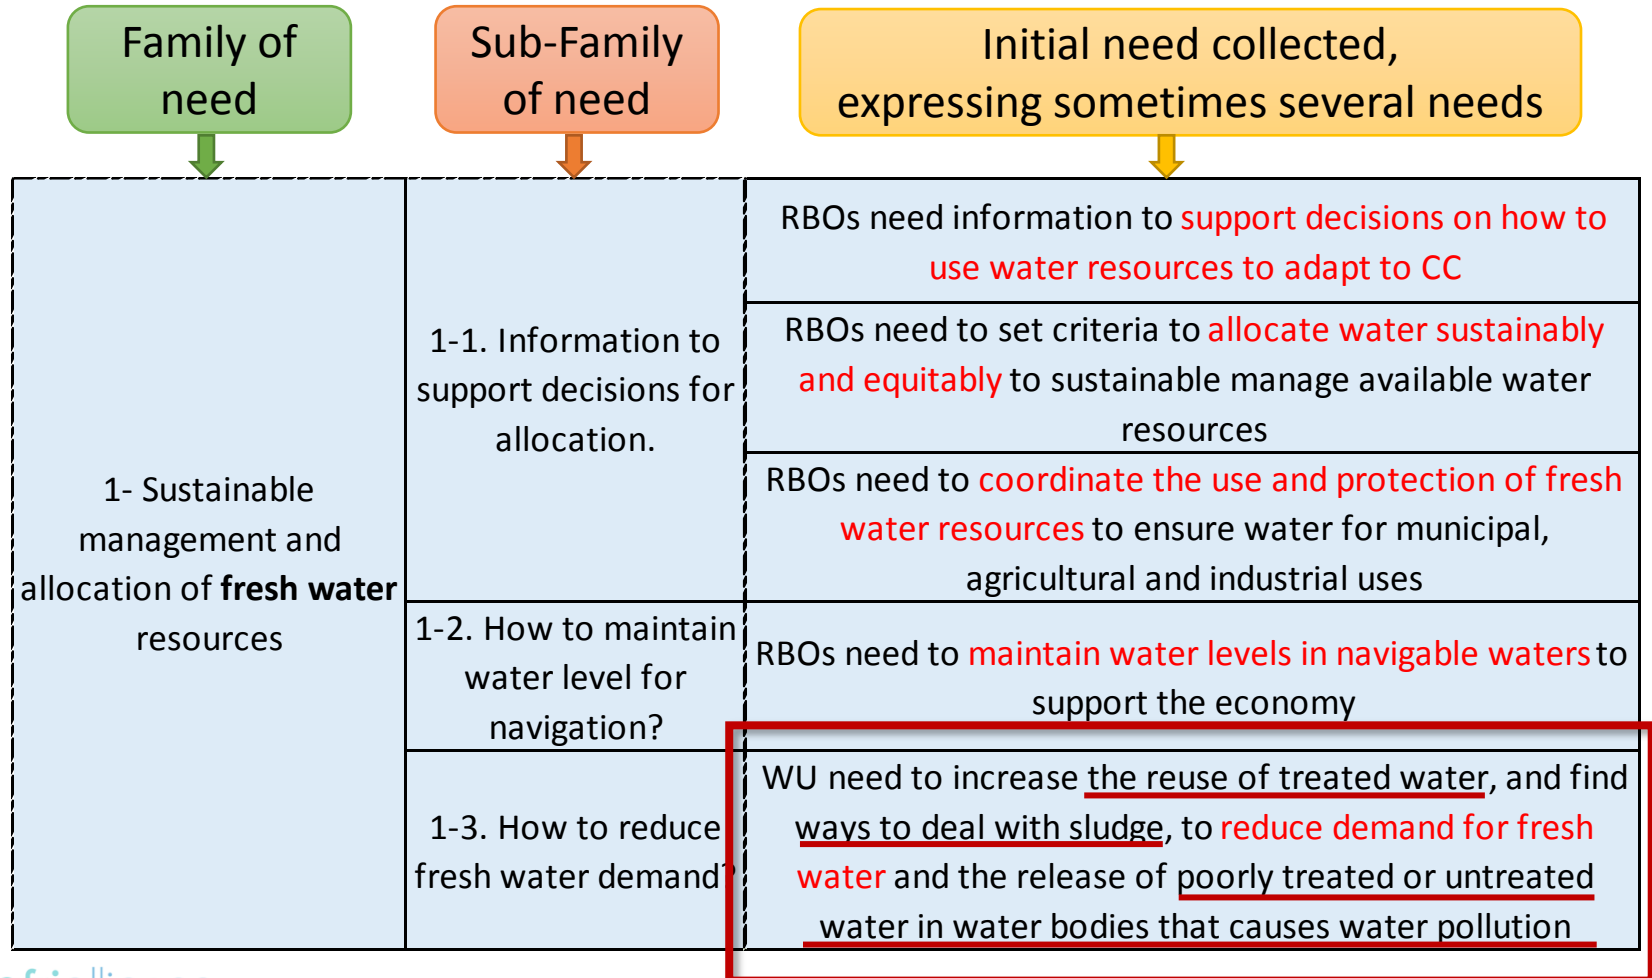 Family of
need
Sub-Family
of need
Initial need collected,
expressing sometimes several needs
1- Sustainable
management and
allocation of fresh water
resources
1-1. Information to
support decisions for
allocation.
RBOs need information to support decisions on how to
use water resources to adapt to CC
RBOs need to set criteria to allocate water sustainably
and equitably to sustainable manage available water
resources
RBOs need to coordinate the use and protection of fresh
water resources to ensure water for municipal,
agricultural and industrial uses
1-2. How to maintain
water level for
navigation?
RBOs need to maintain water levels in navigable waters to
support the economy
1-3. How to reduce
fresh water demand?
WU need to increase the reuse of treated water, and find
ways to deal with sludge, to reduce demand for fresh
water and the release of poorly treated or untreated
water in water bodies that causes water pollution